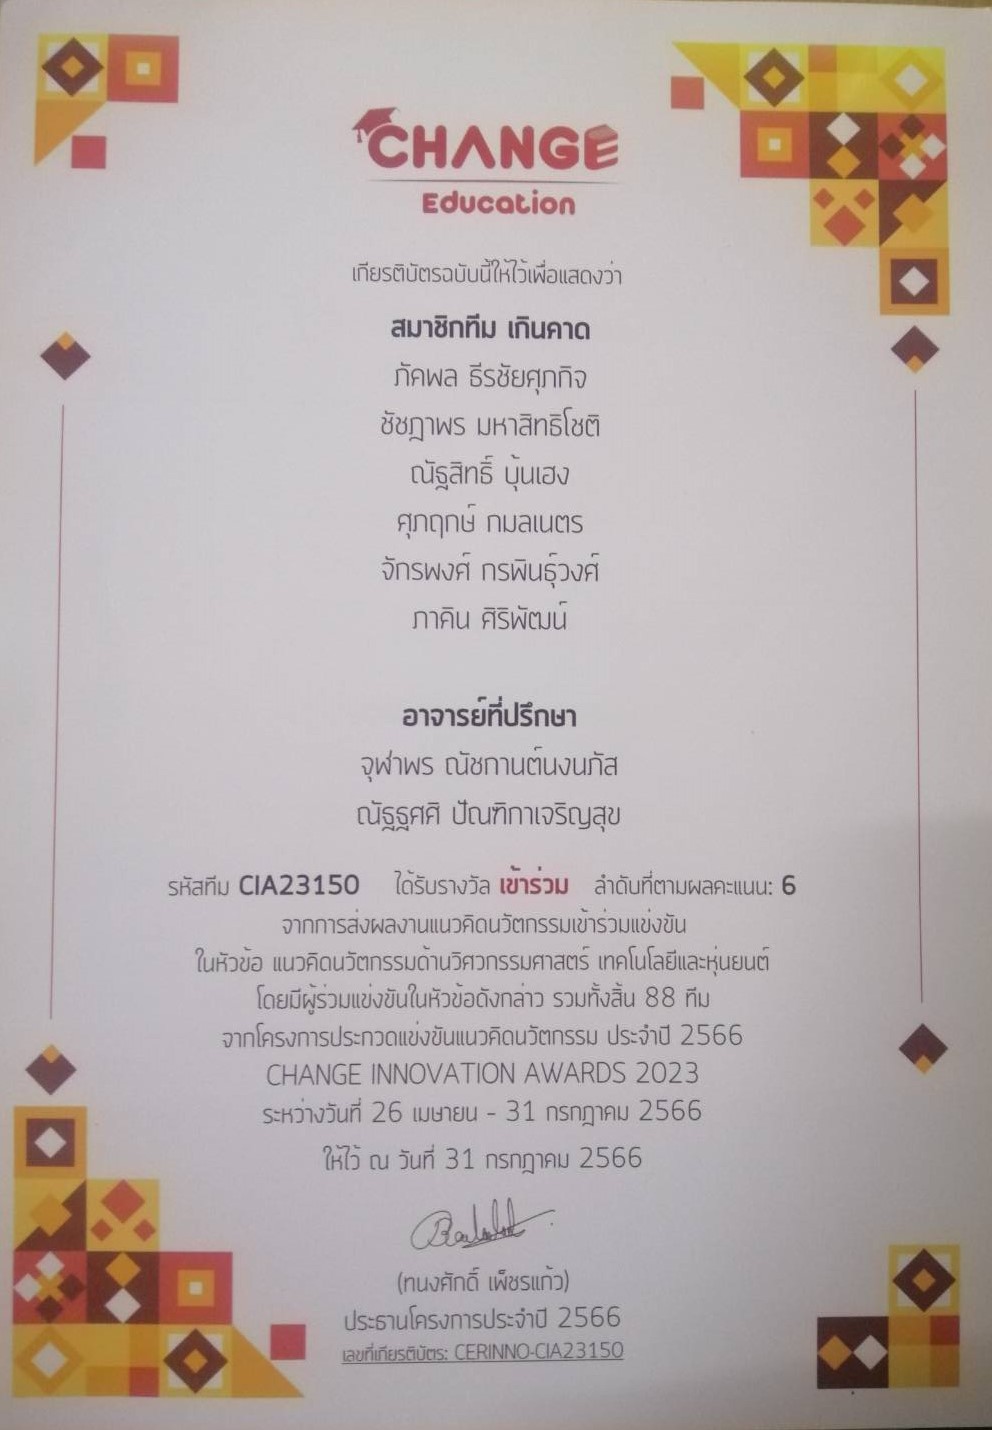 CHANGE
Education
เกียรติบัตรฉบับนี้ให้ไว้เพื่อแสดงว่า
สมาชิกทีม เกินคาด
ภัคพล ธีรชัยศุภกิจ
ชัชฎาพร มหาสิทธิโชติ
ณัฐสิทธิ์ บุ้นเฮง
ศุภฤกษ์ กมลเนตร
จักรพงศ์ กรพินธุ์วงศ์
ภาคิน ศิริพัฒน์
อาจารย์ที่ปรึกษา
จุฬาพร ณัชกานต์นงนภัส
ณัฐฐศศิ ปัณฑิกาเจริญสุข
รหัสทีม CIA23150 ได้รับรางวัล เข้าร่วม ลำดับที่ตามผลคะแนน: 6
จากการส่งผลงานแนวคิดนวัตกรรมเข้าร่วมแข่งขัน
ในหัวข้อ แนวคิดนวัตกรรมด้านวิศวกรรมศาสตร์ เทคโนโลยีและหุ่นยนต์
โดยมีผู้ร่วมแข่งขันในหัวข้อดังกล่าว รวมทั้งสิ้น 88 ทีม
จากโครงการประกวดแข่งขันแนวคิดนวัตกรรม ประจำปี 2566
CHANGE INNOVATION AWARDS 2023
ระหว่างวันที่ 26 เมษายน - 31 กรกฎาคม 2566
ให้ไว้ ณ วันที่ 31 กรกฎาคม 2566
(ทนงศักดิ์ เพ็ชรแก้ว)
ประธานโครงการประจำปี 2566
เลขที่เกียรติบัตร: CERINNO-CIA23150